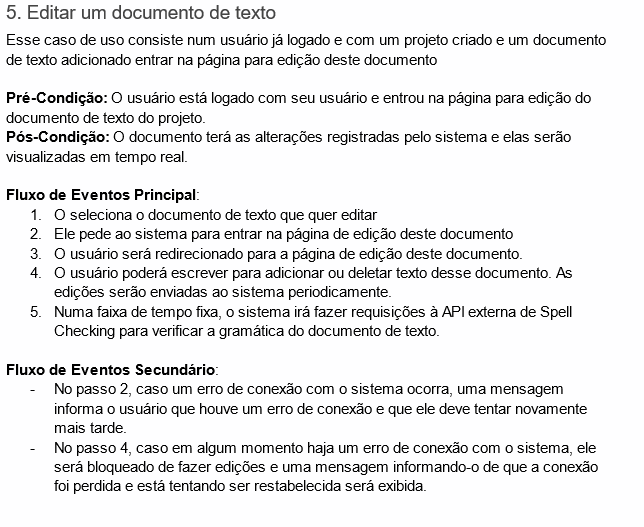 5. Editar um documento de texto
Esse caso de uso consiste num usuário já logado e com um projeto criado e um documento
de texto adicionado entrar na página para edição deste documento
Pré-Condição: O usuário está logado com seu usuário e entrou na página para edição do
documento de texto do projeto.
Pós-Condição: O documento terá as alterações registradas pelo sistema e elas serão
visualizadas em tempo real.
Fluxo de Eventos Principal:
1. O seleciona o documento de texto que quer editar
2. Ele pede ao sistema para entrar na página de edição deste documento
3. O usuário será redirecionado para a página de edição deste documento.
4. O usuário poderá escrever para adicionar ou deletar texto desse documento. As
edições serão enviadas ao sistema periodicamente.
5. Numa faixa de tempo fixa, o sistema irá fazer requisições à API externa de Spell
Checking para verificar a gramática do documento de texto.
Fluxo de Eventos Secundário:
- No passo 2, caso um erro de conexão com o sistema ocorra, uma mensagem
informa o usuário que houve um erro de conexão e que ele deve tentar novamente
mais tarde.
- No passo 4, caso em algum momento haja um erro de conexão com o sistema, ele
será bloqueado de fazer edições e uma mensagem informando-o de que a conexão
foi perdida e está tentando ser restabelecida será exibida.